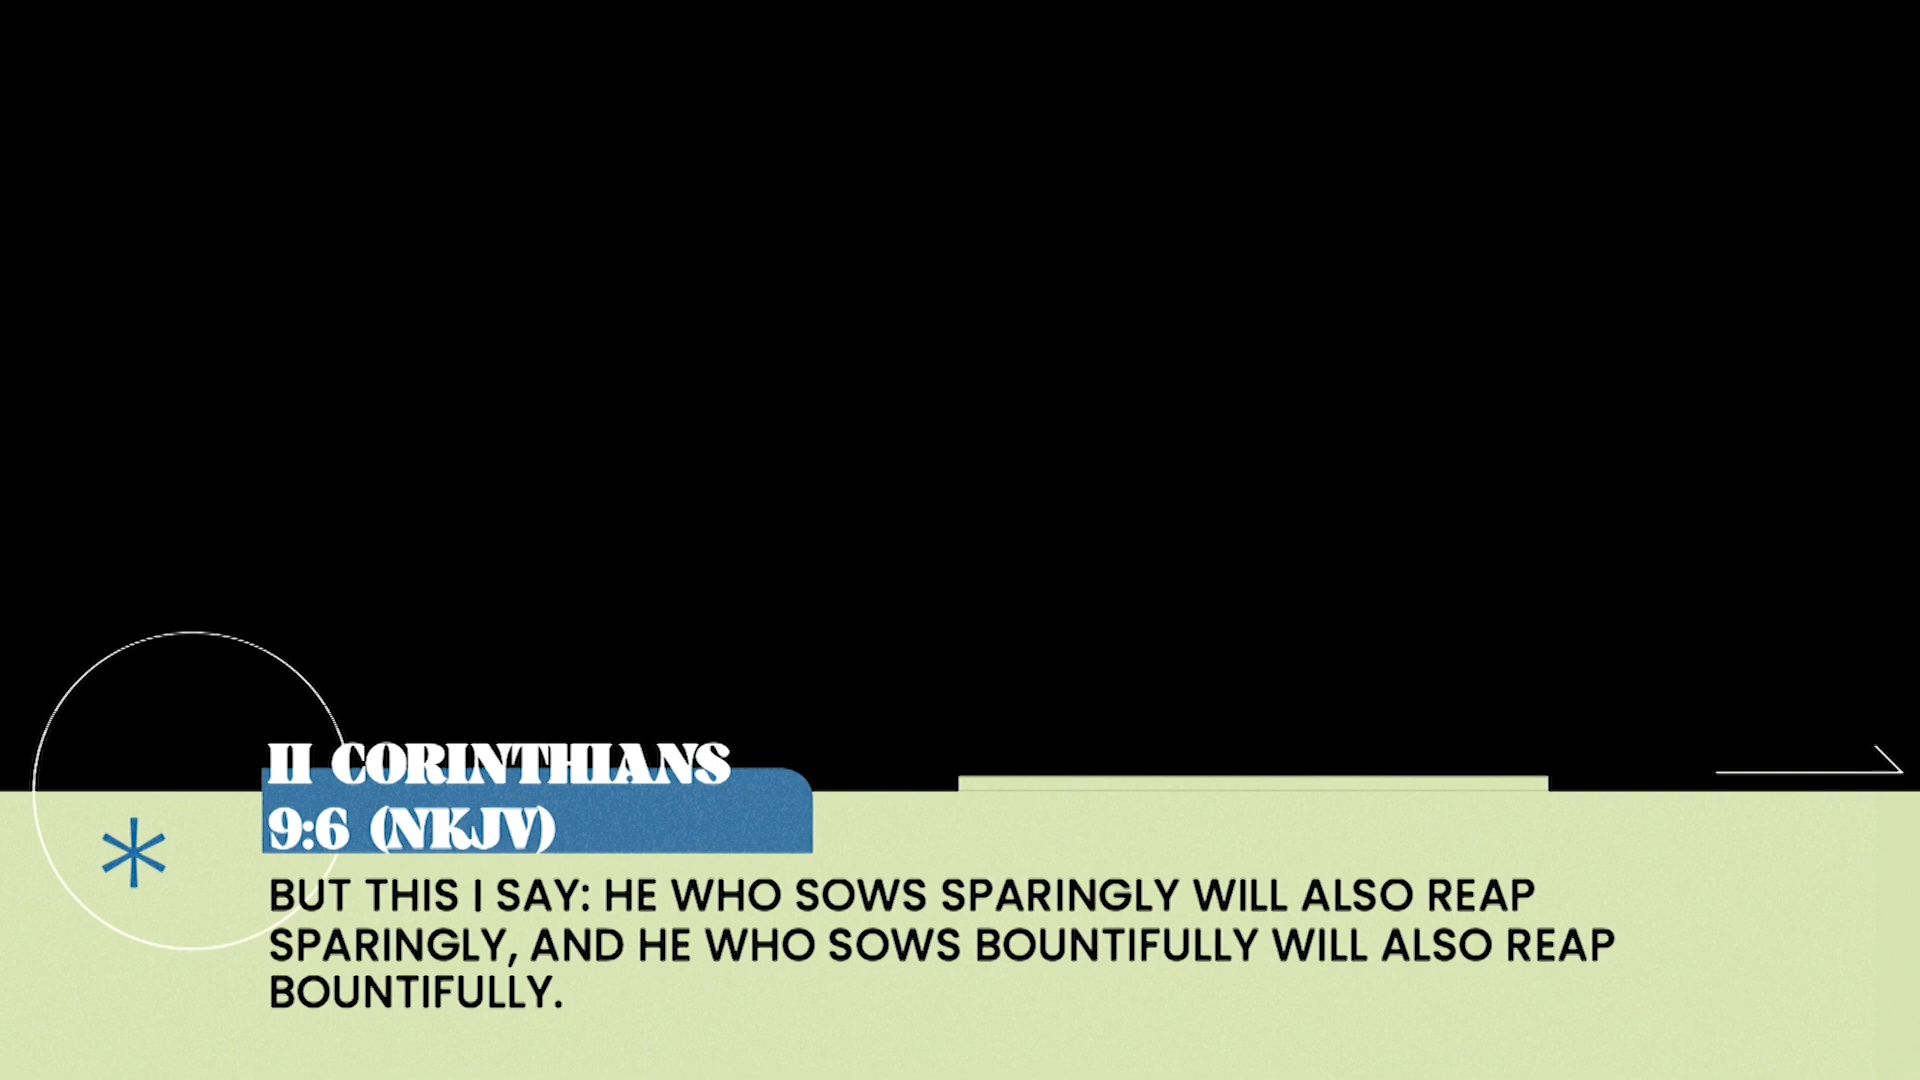 II CORINTHIANS
9:6 (NKJV)
BUT THIS I SAY: HE WHO SOWS SPARINGLY WILL ALSO REAP
SPARINGLY, AND HE WHO SOWS BOUNTIFULLY WILL ALSO REAP
BOUNTIFULLY.